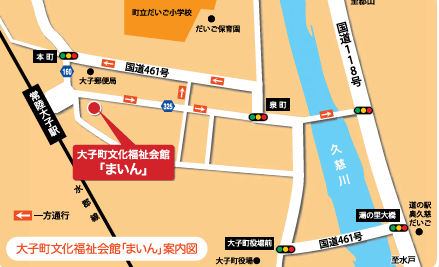 至郡山
町立だいご小学校
だいご保育園
国道118号
本町
国道461号
160
大子郵便局
325
泉町
常陸大子駅
大子町文化福祉会館
「まいん」
久慈川
水郡線
一方通行
道の駅
奥久慈
だいご
湯の里大橋
大子町役場前
国道461号
大子町文化福祉会館「まいん」案内図
大子町役場
至水戸